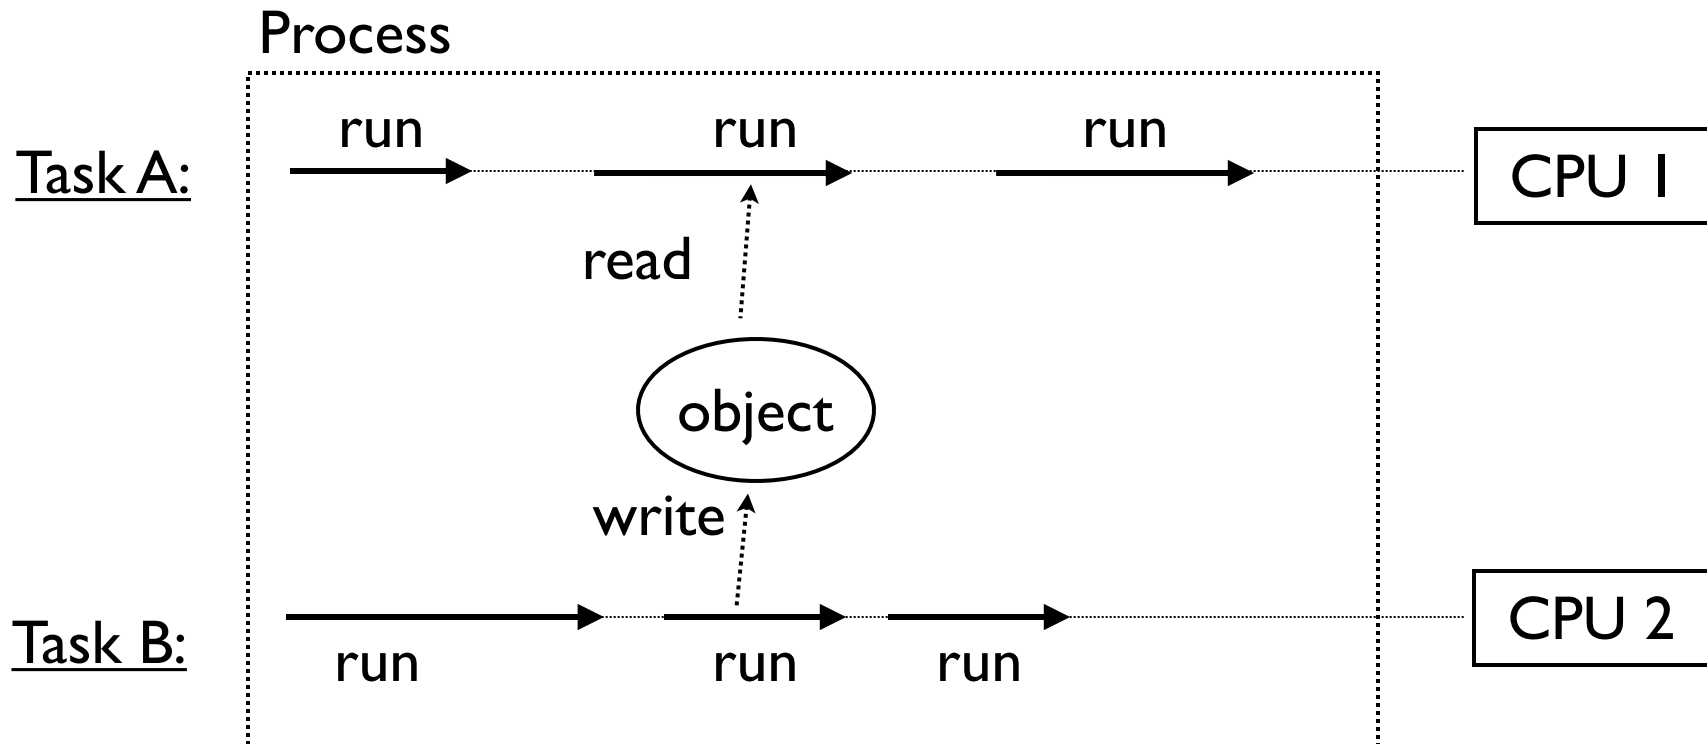 Process
run run run
Task A:
CPU 1
read
object
write
CPU 2
Task B:
run run run